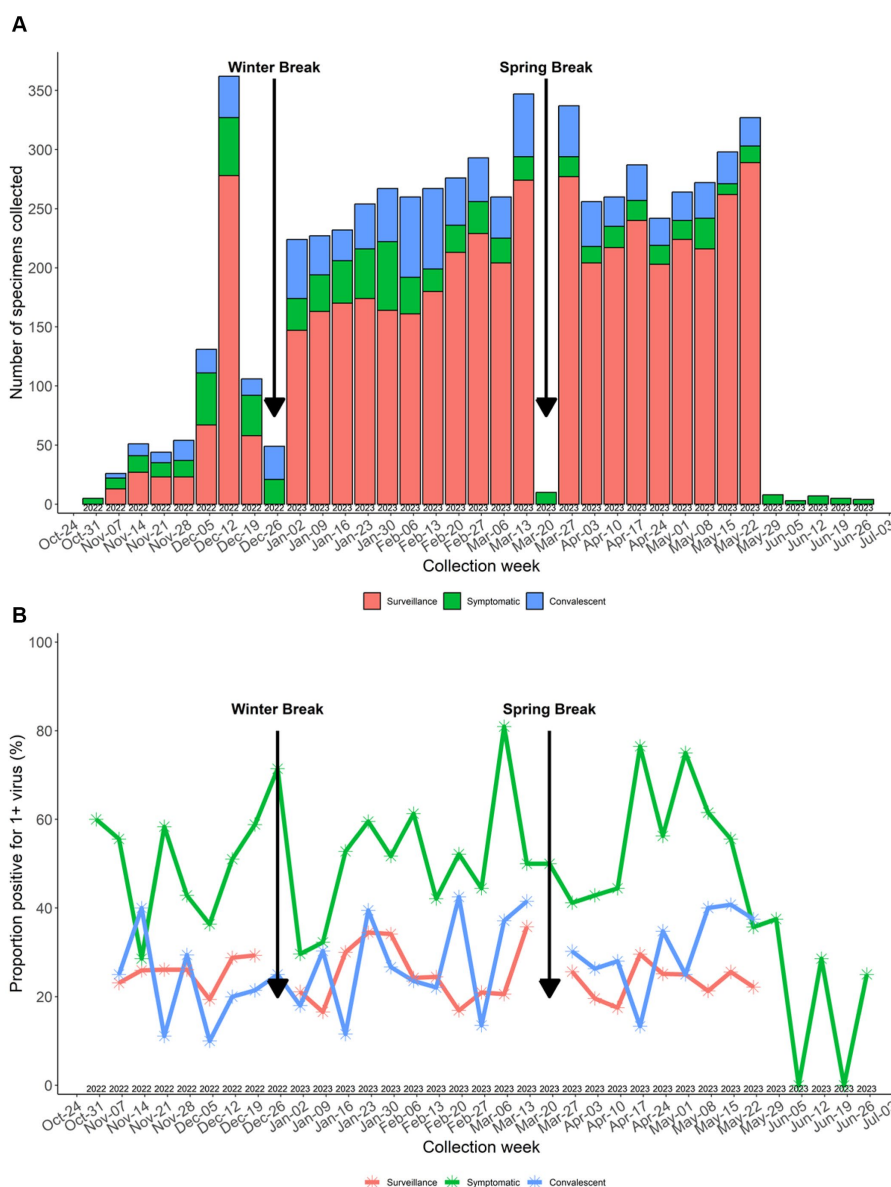 A
Winter Break
Spring Break
Number of specimens collected
350
300
250
200
150
100
50
0
2022 2022 2022 2022 2022 2022 2022 2022 2022 2023 2023 2023 2023 2023 2023 2023 2023 2023 2023 2023 2023 2023 2023 2023 2023 2023 2023 2023 2023 2023 2023 2023 2023 2023 2023
Oct-24 Oct-31 Nov-07 Nov-14 Nov-21 Nov-28 Dec-05 Dec-12 Dec-19 Dec-26 Jan-02 Jan-09 Jan-16 Jan-23 Jan-30 Feb-06 Feb-13 Feb-20 Feb-27 Mar-06 Mar-13 Mar-20 Mar-27 Apr-03 Apr-10 Apr-17 Apr-24 May-01 May-08 May-15 May-22 May-29 Jun-05 Jun-12 Jun-19 Jun-26 Jul-03
Collection week
Surveillance Symptomatic Convalescent
B
Winter Break
Spring Break
Proportion positive for 1+ virus (%)
100
80
60
40
20
0
2022 2022 2022 2022 2022 2022 2022 2022 2022 2023 2023 2023 2023 2023 2023 2023 2023 2023 2023 2023 2023 2023 2023 2023 2023 2023 2023 2023 2023 2023 2023 2023 2023 2023 2023
Oct-24 Oct-31 Nov-07 Nov-14 Nov-21 Nov-28 Dec-05 Dec-12 Dec-19 Dec-26 Jan-02 Jan-09 Jan-16 Jan-23 Jan-30 Feb-06 Feb-13 Feb-20 Feb-27 Mar-06 Mar-13 Mar-20 Mar-27 Apr-03 Apr-10 Apr-17 Apr-24 May-01 May-08 May-15 May-22 May-29 Jun-05 Jun-12 Jun-19 Jun-26 Jul-03
Collection week
Surveillance Symptomatic Convalescent